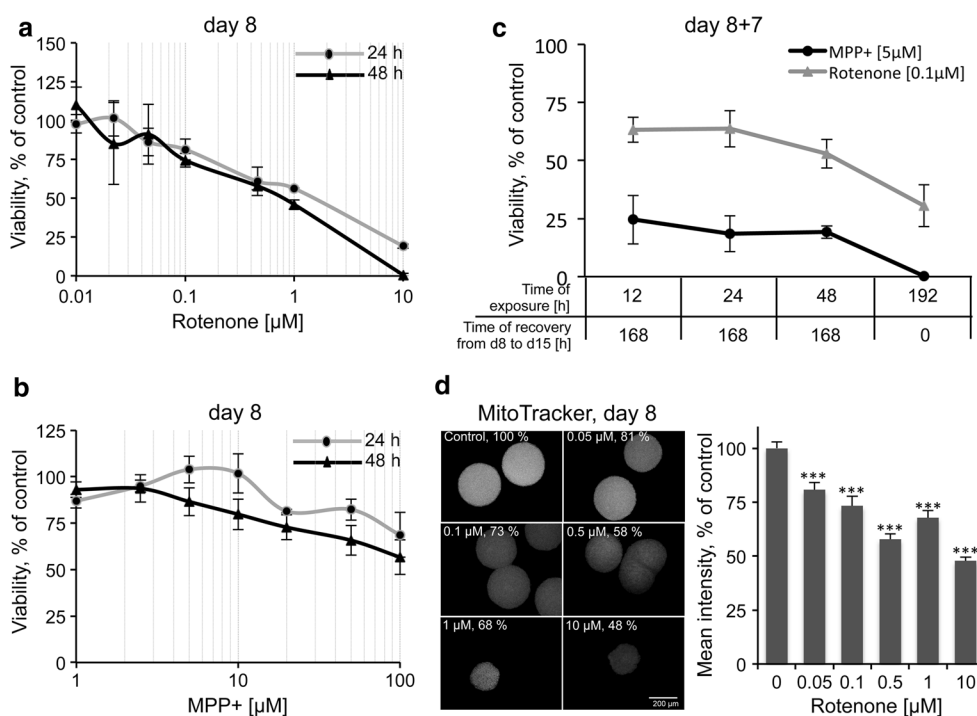 a
day 8
150
125
100
75
50
25
0
Viability, % of control
24 h
48 h
0.01
0.1
1
10
Rotenone [µM]
b
day 8
125
100
75
50
25
0
Viability, % of control
24 h
48 h
1
10
100
MPP+ [µM]
c
day 8+7
100
75
50
25
0
Viability, % of control
MPP+ [5µM]
Rotenone [0.1µM]
Time of exposure [h]
12
24
48
192
Time of recovery from d8 to d15 [h]
168
168
168
0
d
MitoTracker, day 8
Control, 100 %
0.05 µM, 81 %
0.1 µM, 73 %
0.5 µM, 58 %
1 µM, 68 %
10 µM, 48 %
200 µm
Mean intensity, % of control
100
75
50
25
0
***
***
***
***
***
0
0.05
0.1
0.5
1
10
Rotenone [µM]